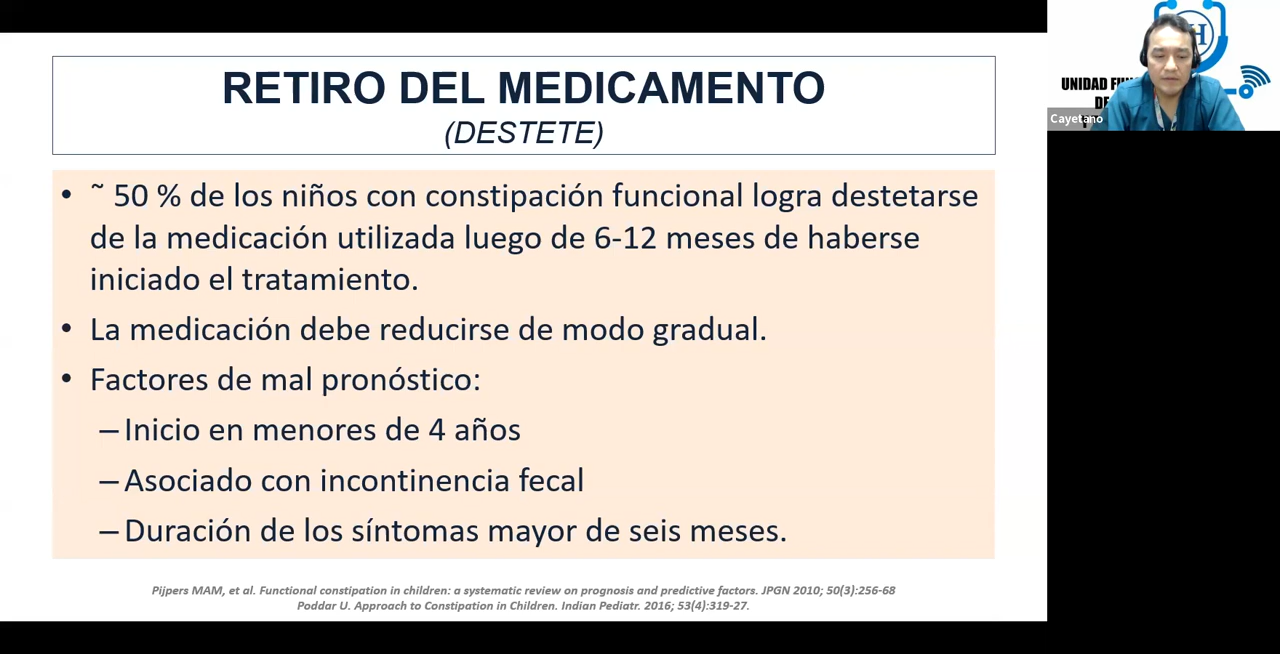 RETIRO DEL MEDICAMENTO
(DESTETE)
• ˜ 50 % de los niños con constipación funcional logra destetarse
de la medicación utilizada luego de 6-12 meses de haberse
iniciado el tratamiento.
• La medicación debe reducirse de modo gradual.
• Factores de mal pronóstico:
– Inicio en menores de 4 años
– Asociado con incontinencia fecal
– Duración de los síntomas mayor de seis meses.
Pijpers MAM, et al. Functional constipation in children: a systematic review on prognosis and predictive factors. JPGN 2010; 50(3):256-68
Poddar U. Approach to Constipation in Children. Indian Pediatr. 2016; 53(4):319-27.
H
UNIDAD
DE
Cayetano